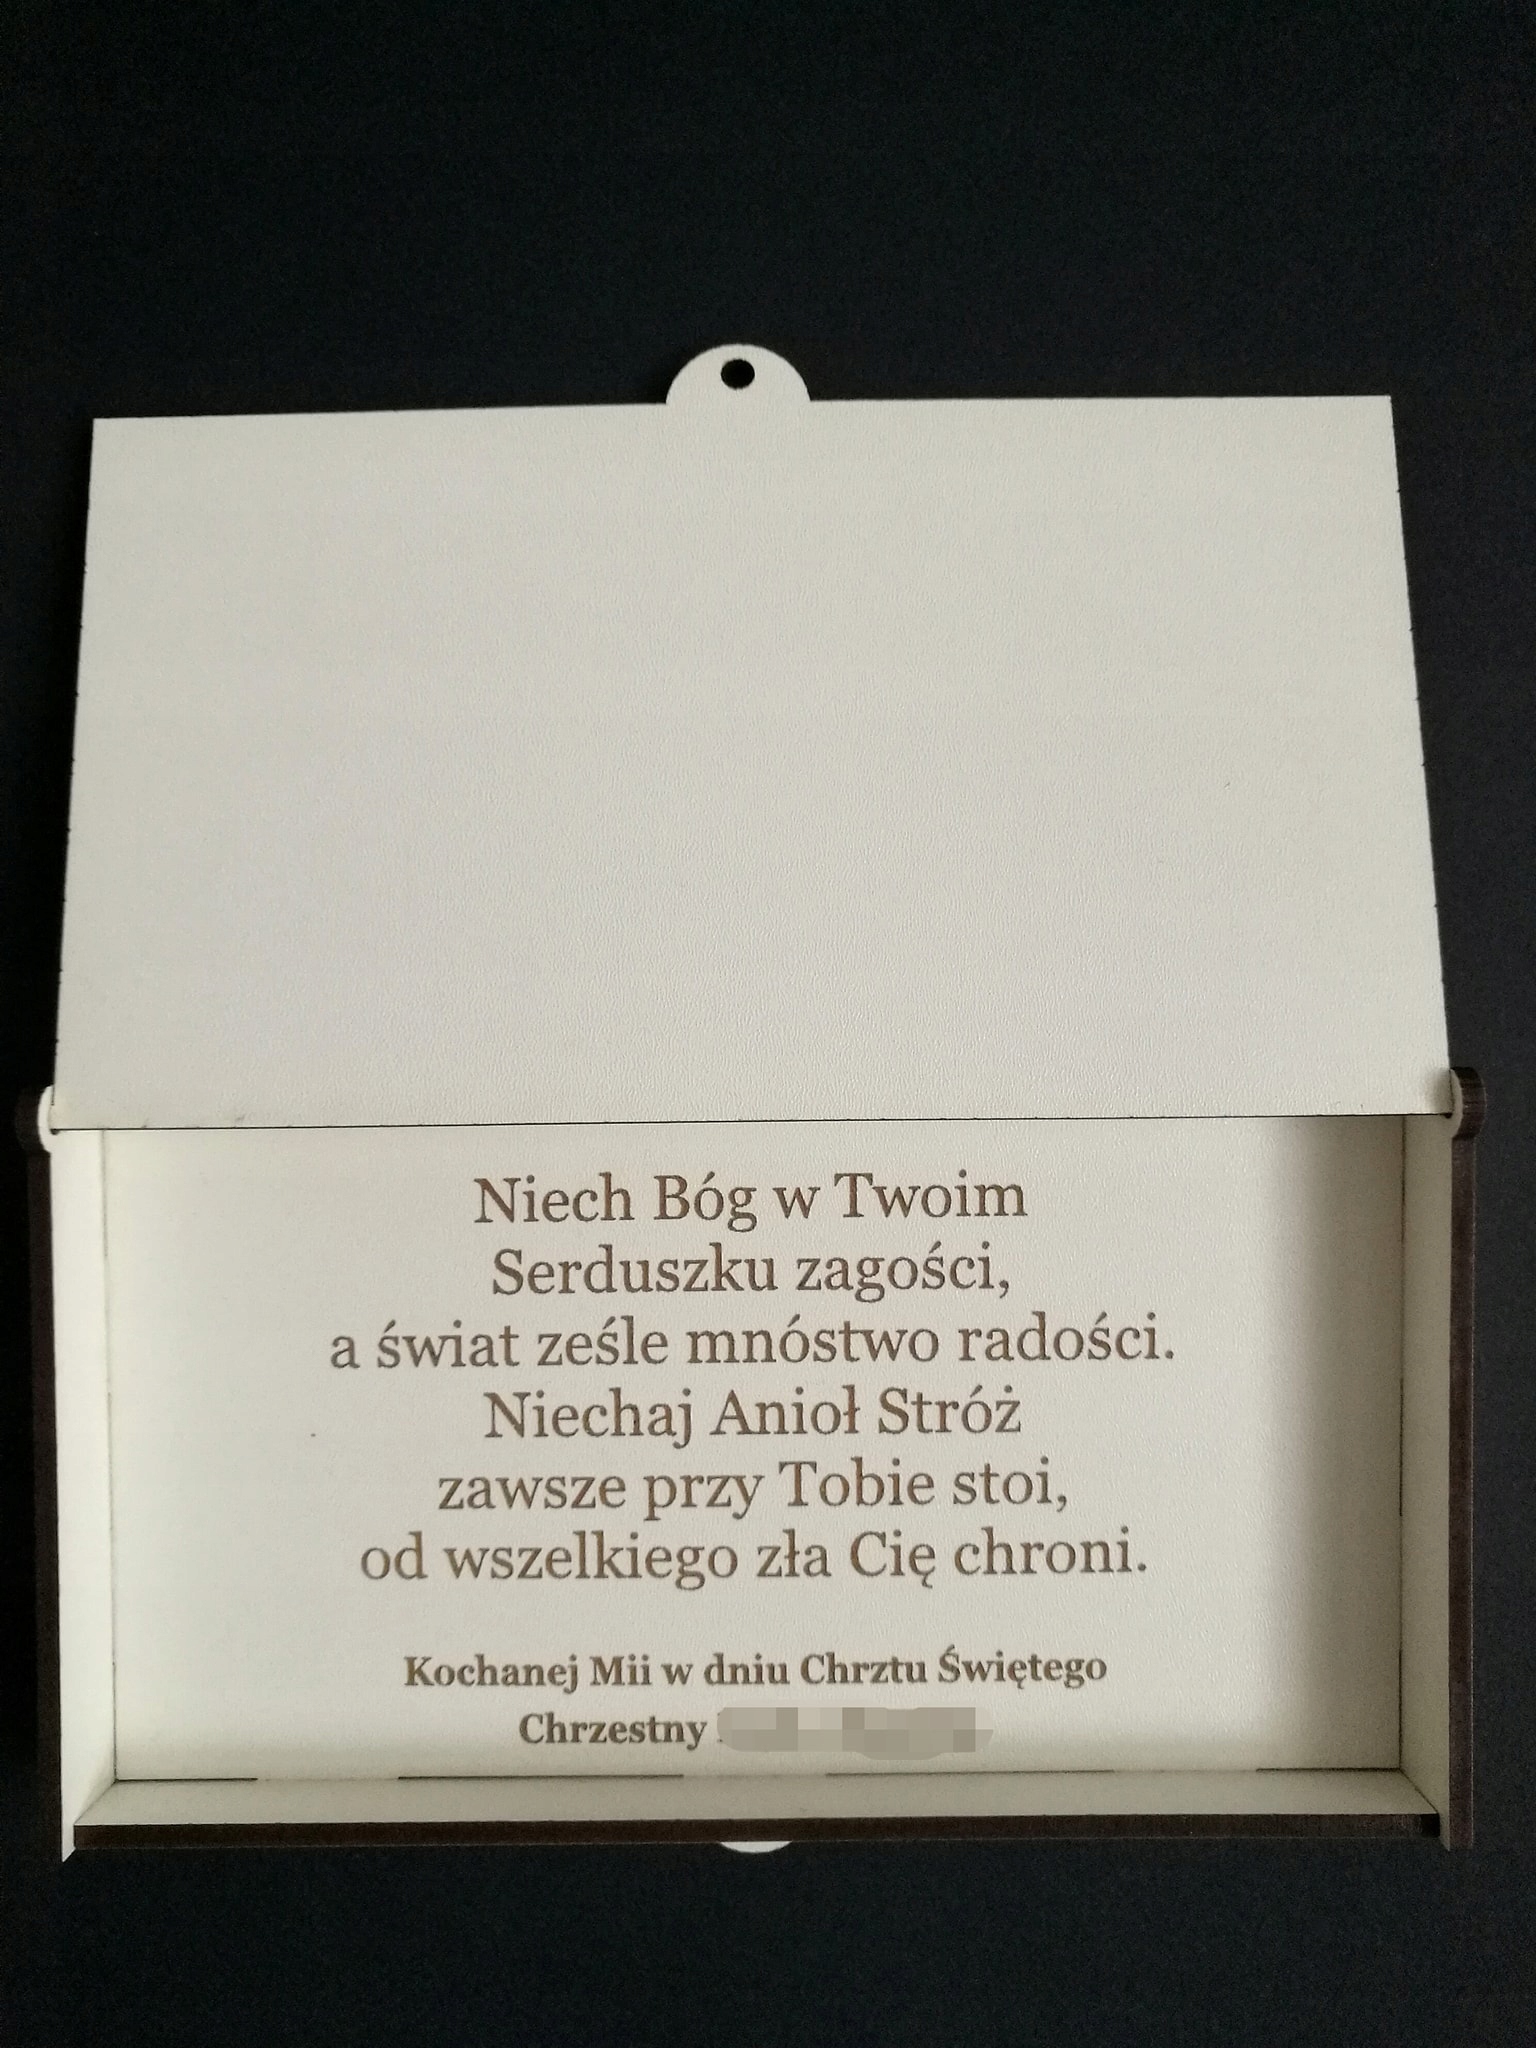 Niech Bóg w Twoim
Serduszku zagości,
a świat ześle mnóstwo radości.
Niechaj Anioł Stróż
zawsze przy Tobie stoi,
od wszelkiego zła Cię chroni.
Kochanej Mii w dniu Chrztu Świętego
Chrzestny